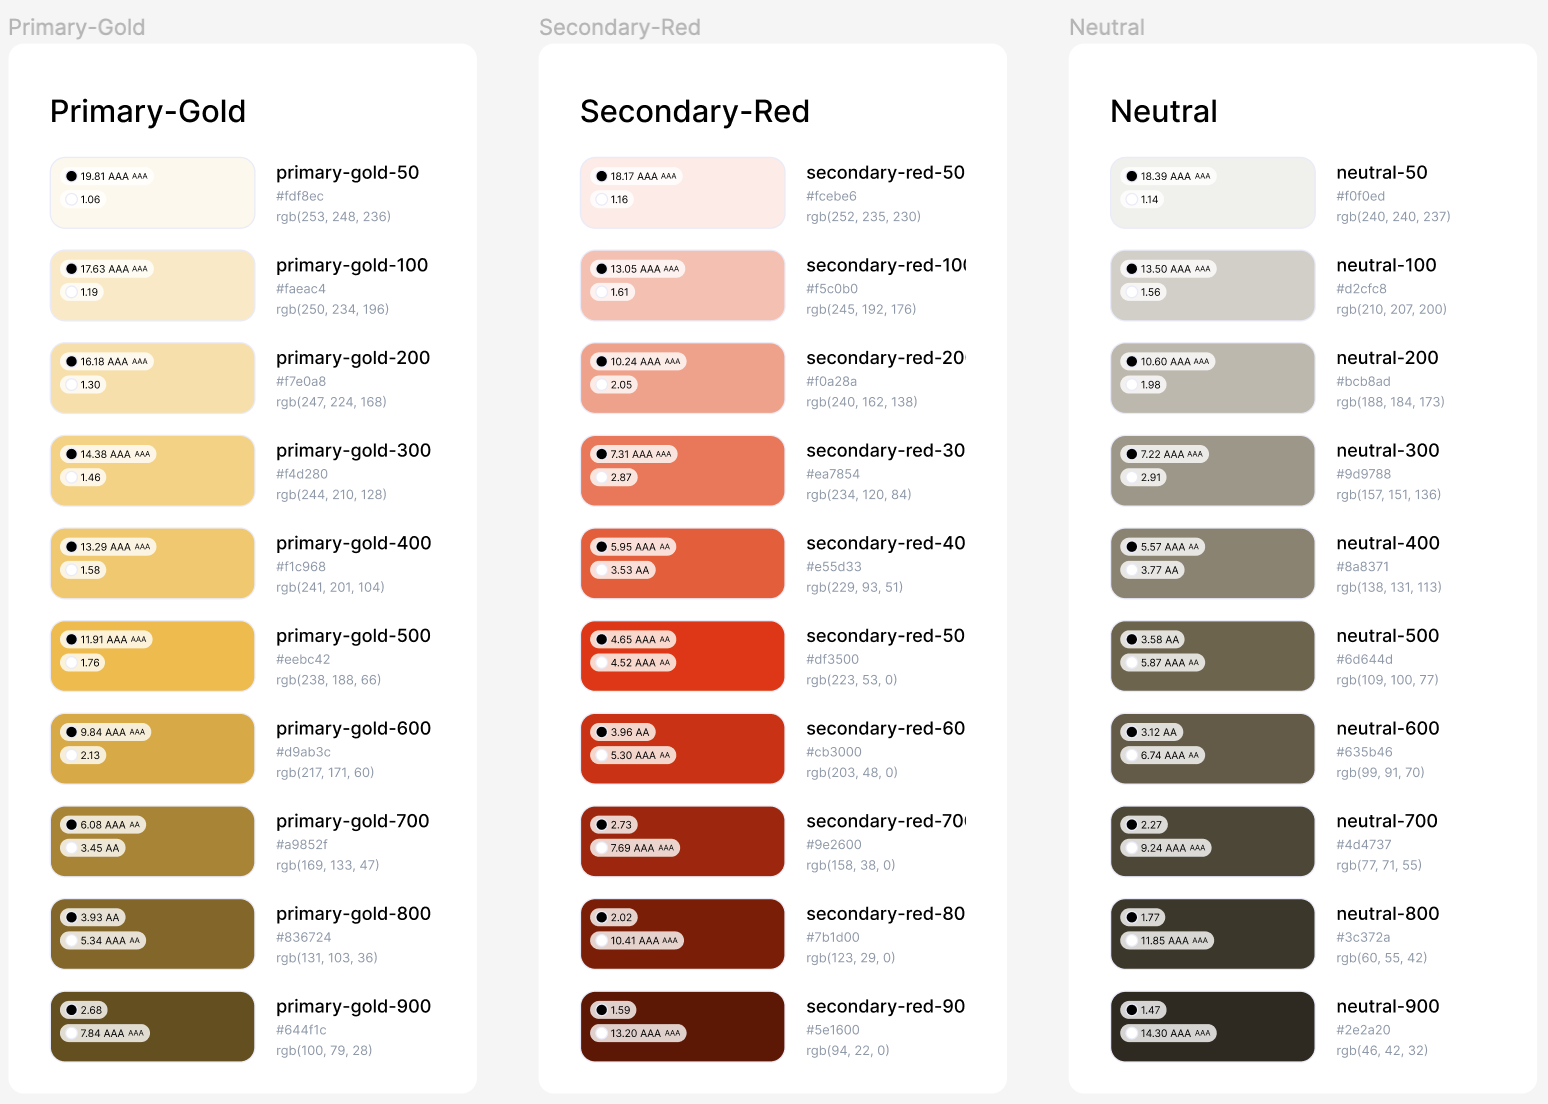 Primary-Gold
Primary-Gold
19.81 AAA AAA
1.06
primary-gold-50
#fdf8ec
rgb(253, 248, 236)
17.63 AAA AAA
1.19
primary-gold-100
#faeac4
rgb(250, 234, 196)
16.18 AAA AAA
1.30
primary-gold-200
#f7e0a8
rgb(247, 224, 168)
14.38 AAA AAA
1.46
primary-gold-300
#f4d280
rgb(244, 210, 128)
13.29 AAA AAA
1.58
primary-gold-400
#f1c968
rgb(241, 201, 104)
11.91 AAA AAA
1.76
primary-gold-500
#eebc42
rgb(238, 188, 66)
9.84 AAA AAA
2.13
primary-gold-600
#d9ab3c
rgb(217, 171, 60)
6.08 AAA AA
3.45 AA
primary-gold-700
#a9852f
rgb(169, 133, 47)
3.93 AA
5.34 AAA AA
primary-gold-800
#836724
rgb(131, 103, 36)
2.68
7.84 AAA AAA
primary-gold-900
#644f1c
rgb(100, 79, 28)
Secondary-Red
Secondary-Red
18.17 AAA AAA
1.16
secondary-red-50
#fcebe6
rgb(252, 235, 230)
13.05 AAA AAA
1.61
secondary-red-100
#f5c0b0
rgb(245, 192, 176)
10.24 AAA AAA
2.05
secondary-red-20
#f0a28a
rgb(240, 162, 138)
7.31 AAA AAA
2.87
secondary-red-30
#ea7854
rgb(234, 120, 84)
5.95 AAA AA
3.53 AA
secondary-red-40
#e55d33
rgb(229, 93, 51)
4.65 AAA AA
4.52 AAA AA
secondary-red-50
#df3500
rgb(223, 53, 0)
3.96 AA
5.30 AAA AA
secondary-red-60
#cb3000
rgb(203, 48, 0)
2.73
7.69 AAA AAA
secondary-red-700
#9e2600
rgb(158, 38, 0)
2.02
10.41 AAA AAA
secondary-red-80
#7b1d00
rgb(123, 29, 0)
1.59
13.20 AAA AAA
secondary-red-90
#5e1600
rgb(94, 22, 0)
Neutral
Neutral
18.39 AAA AAA
1.14
neutral-50
#f0f0ed
rgb(240, 240, 237)
13.50 AAA AAA
1.56
neutral-100
#d2cfc8
rgb(210, 207, 200)
10.60 AAA AAA
1.98
neutral-200
#bcb8ad
rgb(188, 184, 173)
7.22 AAA AAA
2.91
neutral-300
#9d9788
rgb(157, 151, 136)
5.57 AAA AA
3.77 AA
neutral-400
#8a8371
rgb(138, 131, 113)
3.58 AA
5.87 AAA AA
neutral-500
#6d644d
rgb(109, 100, 77)
3.12 AA
6.74 AAA AA
neutral-600
#635b46
rgb(99, 91, 70)
2.27
9.24 AAA AAA
neutral-700
#4d4737
rgb(77, 71, 55)
1.77
11.85 AAA AAA
neutral-800
#3c372a
rgb(60, 55, 42)
1.47
14.30 AAA AAA
neutral-900
#2e2a20
rgb(46, 42, 32)